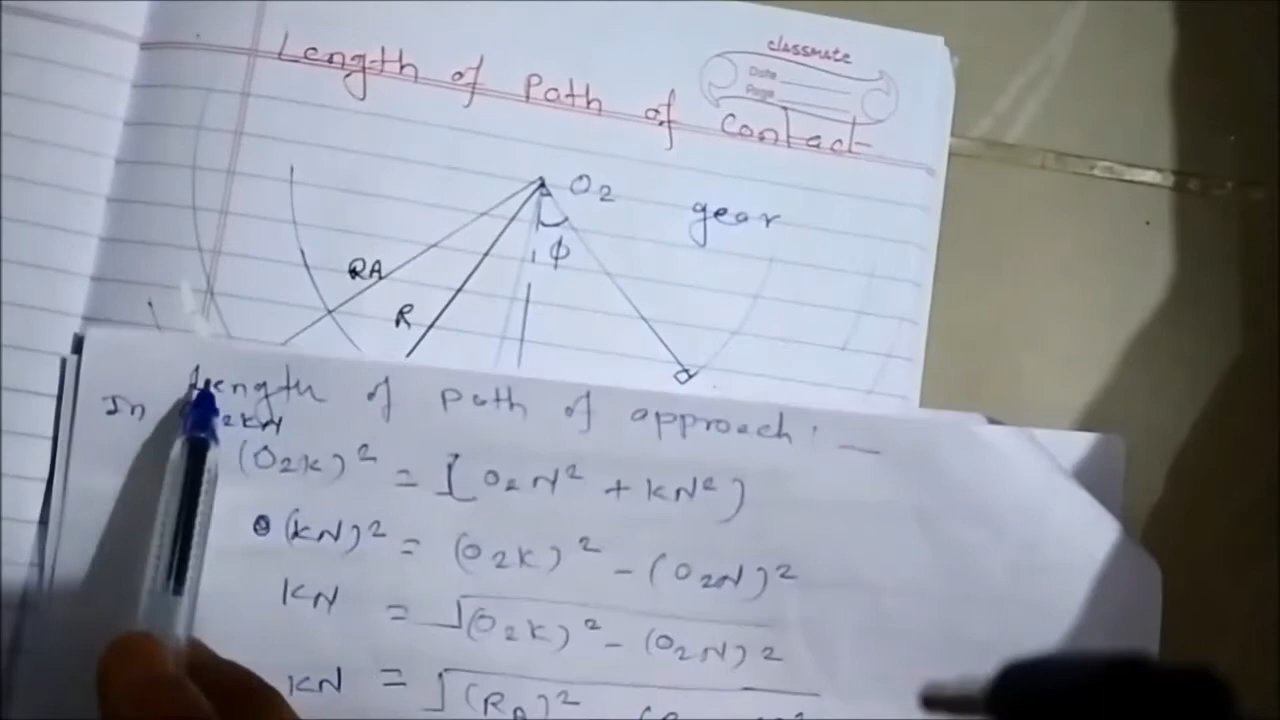 classmate
Date
Page
Length of Path of Contact
O2 gear
ϕ
RA
R
Length of path of approach:—
In
2KN
(O2K)² = [O2N² + KN²)
(KN)² = (O2K)² - (O2N)²
KN = √(O2K)² - (O2N)²
KN = √(RA)²